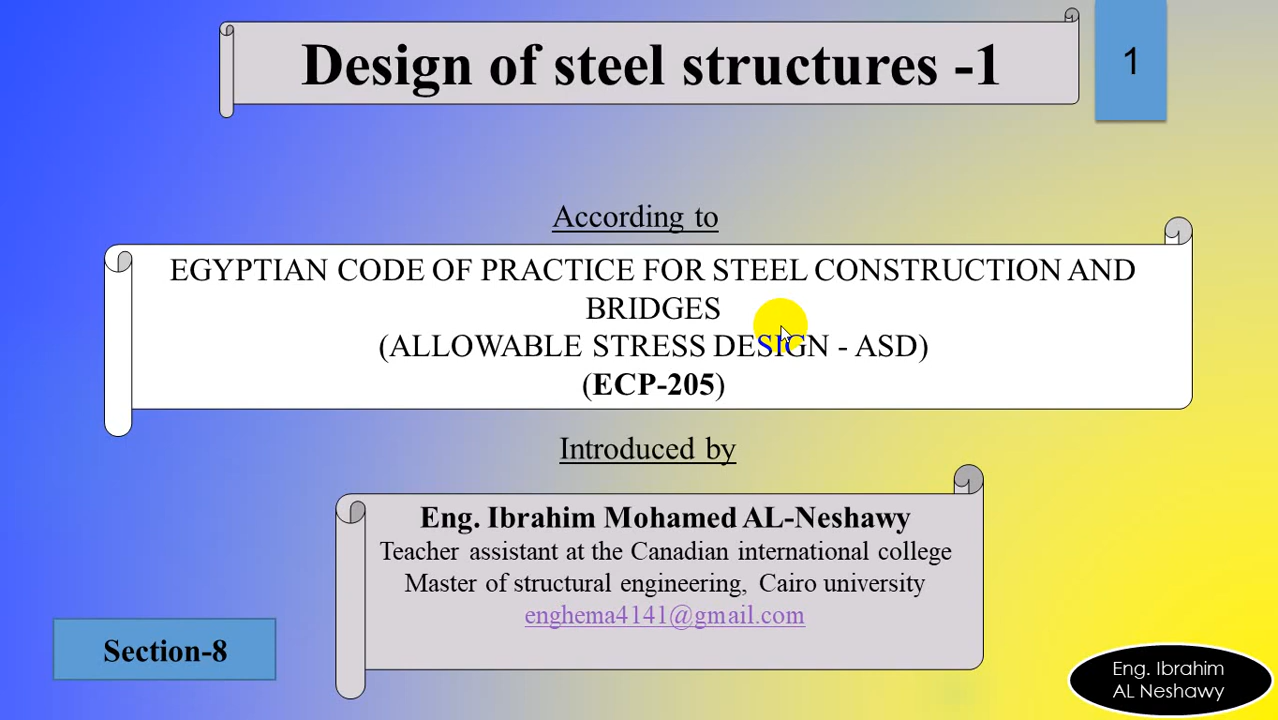 Design of steel structures -1
1
According to
EGYPTIAN CODE OF PRACTICE FOR STEEL CONSTRUCTION AND
BRIDGES
(ALLOWABLE STRESS DESIGN - ASD)
(ECP-205)
Introduced by
Eng. Ibrahim Mohamed AL-Neshawy
Teacher assistant at the Canadian international college
Master of structural engineering, Cairo university
enghema4141@gmail.com
Section-8
Eng. Ibrahim
AL Neshawy